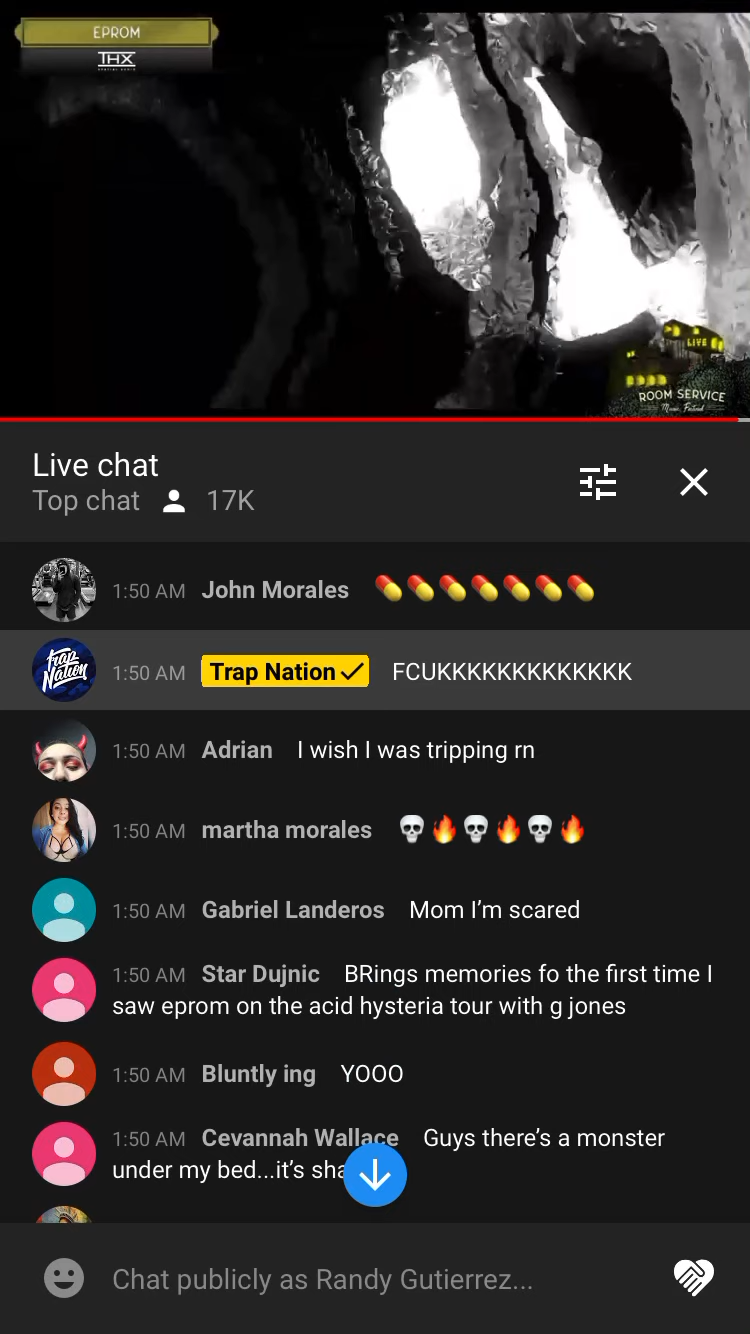 EPROM
THX
LIVE
ROOM SERVICE
Music Festival
Live chat
Top chat 17K
1:50 AM John Morales
trap Nation
1:50 AM Trap Nation FCUKKKKKKKKKKKKK
1:50 AM Adrian I wish I was tripping rn
1:50 AM martha morales
1:50 AM Gabriel Landeros Mom I’m scared
1:50 AM Star Dujnic BRings memories fo the first time I
saw eprom on the acid hysteria tour with g jones
1:50 AM Bluntly ing YOOO
1:50 AM Cevannah Wallace Guys there’s a monster
under my bed...it’s
Chat publicly as Randy Gutierrez...